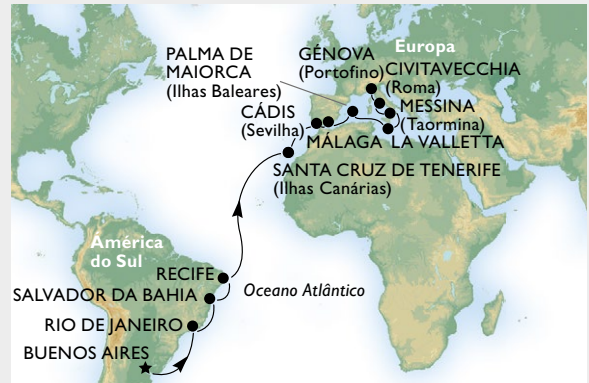 PALMA DE
MAIORCA
(Ilhas Baleares)
GÉNOVA
(Portofino)
Europa
CIVITAVECCHIA
(Roma)
CÁDIS
(Sevilha)
MESSINA
(Taormina)
MÁLAGA
LA VALLETTA
SANTA CRUZ DE TENERIFE
(Ilhas Canárias)
América
do Sul
RECIFE
SALVADOR DA BAHIA
Oceano Atlântico
RIO DE JANEIRO
BUENOS AIRES